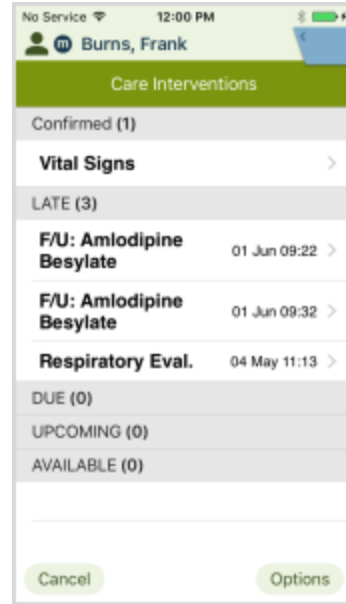 No Service 12:00 PM
m Burns, Frank
Care Interventions
Confirmed (1)
Vital Signs
LATE (3)
F/U: Amlodipine
Besylate 01 Jun 09:22
F/U: Amlodipine
Besylate 01 Jun 09:32
Respiratory Eval. 04 May 11:13
DUE (0)
UPCOMING (0)
AVAILABLE (0)
Cancel Options